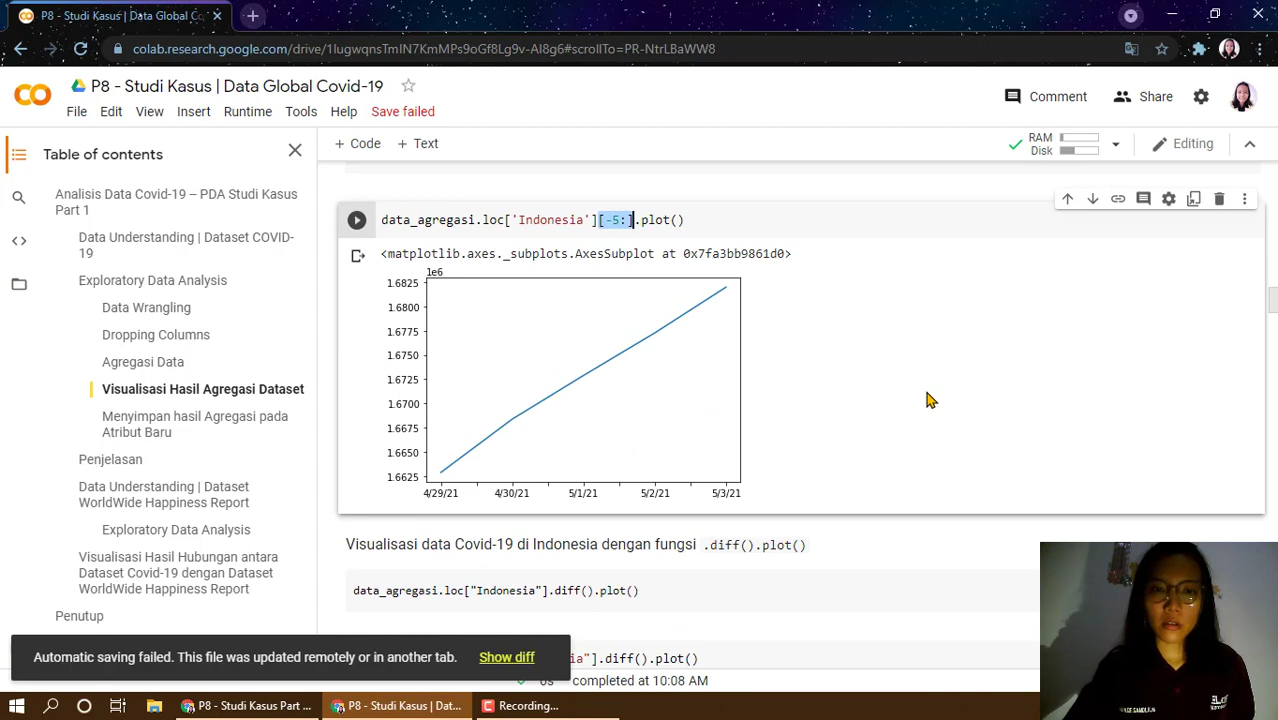 P8 - Studi Kasus | Data Global Co
colab.research.google.com/drive/1lugwqnsTmIN7KmMPs9oGf8Lg9v-AI8g6#scrollTo=PR-NtrLBaWW8
P8 - Studi Kasus | Data Global Covid-19
File Edit View Insert Runtime Tools Help Save failed
Comment Share
Table of contents
+ Code + Text
RAM
Disk
Editing
Analisis Data Covid-19 – PDA Studi Kasus
Part 1
Data Understanding | Dataset COVID-
19
Exploratory Data Analysis
Data Wrangling
Dropping Columns
Agregasi Data
Visualisasi Hasil Agregasi Dataset
Menyimpan hasil Agregasi pada
Atribut Baru
Penjelasan
Data Understanding | Dataset
WorldWide Happiness Report
Exploratory Data Analysis
Visualisasi Hasil Hubungan antara
Dataset Covid-19 dengan Dataset
WorldWide Happiness Report
Penutup
data_agregasi.loc['Indonesia'][-5:].plot()
<matplotlib.axes._subplots.AxesSubplot at 0x7fa3bb9861d0>
1e6
1.6825
1.6800
1.6775
1.6750
1.6725
1.6700
1.6675
1.6650
1.6625
4/29/21 4/30/21 5/1/21 5/2/21 5/3/21
Visualisasi data Covid-19 di Indonesia dengan fungsi .diff().plot()
data_agregasi.loc["Indonesia"].diff().plot()
ia"].diff().plot()
Automatic saving failed. This file was updated remotely or in another tab. Show diff
0s completed at 10:08 AM
P8 - Studi Kasus Part ... P8 - Studi Kasus | Dat... Recording...